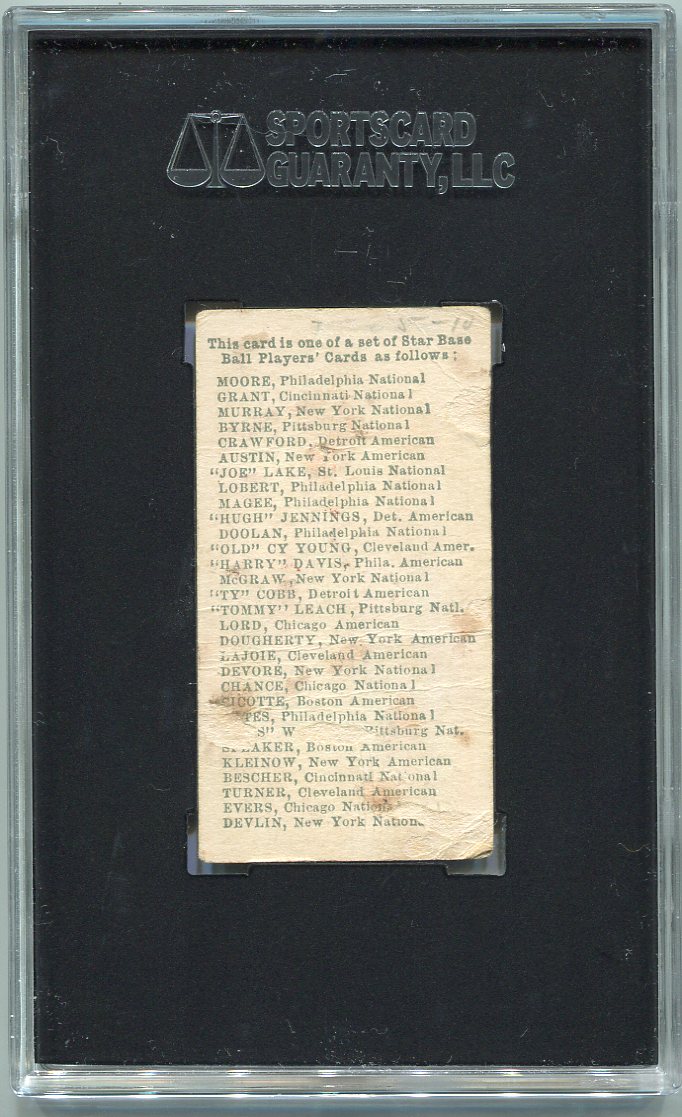 SPORTSCARD
GUARANTY, LLC
This card is one of a set of Star Base
Ball Players' Cards as follows:
MOORE, Philadelphia National
GRANT, Cincinnati National
MURRAY, New York National
BYRNE, Pittsburg National
CRAWFORD, Detroit American
AUSTIN, New York American
"JOE" LAKE, St. Louis National
LOBERT, Philadelphia National
MAGEE, Philadelphia National
"HUGH" JENNINGS, Det. American
DOOLAN, Philadelphia National
"OLD" CY YOUNG, Cleveland Amer.
"HARRY" DAVIS, Phila. American
McGRAW, New York National
"TY" COBB, Detroit American
"TOMMY" LEACH, Pittsburg Natl.
LORD, Chicago American
DOUGHERTY, New York American
LAJOIE, Cleveland American
DEVORE, New York National
CHANCE, Chicago National
CICOTTE, Boston American
TES, Philadelphia National
S" W Pittsburg Nat.
SPEAKER, Boston American
KLEINOW, New York American
BESCHER, Cincinnati National
TURNER, Cleveland American
EVERS, Chicago National
DEVLIN, New York National